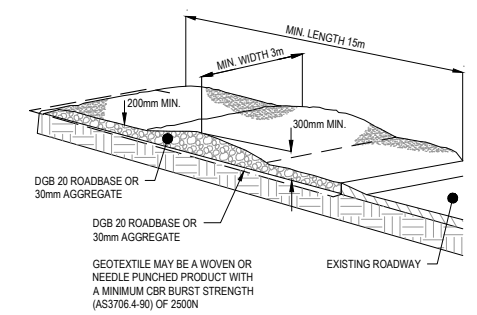 MIN. LENGTH 15m
MIN. WIDTH 3m
200mm MIN.
300mm MIN.
DGB 20 ROADBASE OR
30mm AGGREGATE
DGB 20 ROADBASE OR
30mm AGGREGATE
GEOTEXTILE MAY BE A WOVEN OR
NEEDLE PUNCHED PRODUCT WITH
A MINIMUM CBR BURST STRENGTH
(AS3706.4-90) OF 2500N
EXISTING ROADWAY